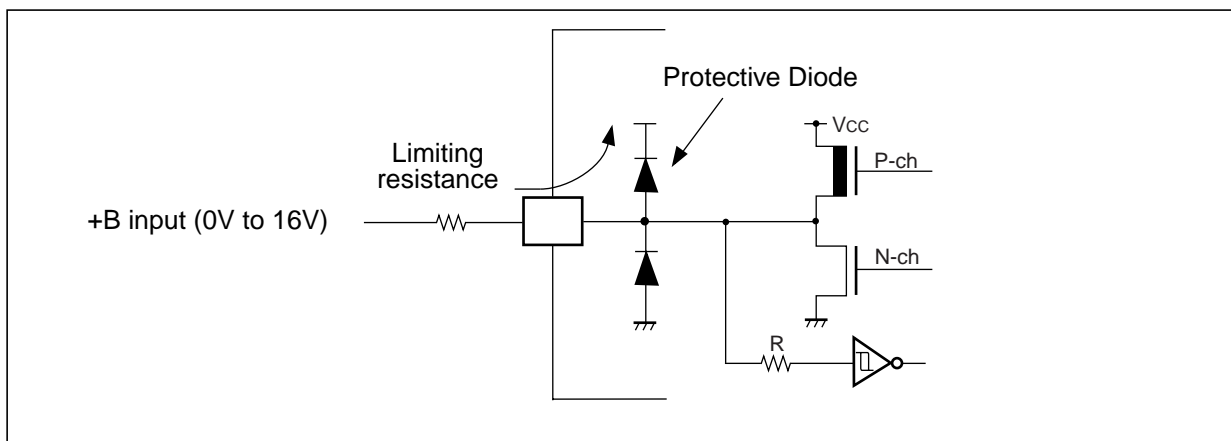 Protective Diode
VCC
Limiting
resistance
P-ch
+B input (0V to 16V)
N-ch
R